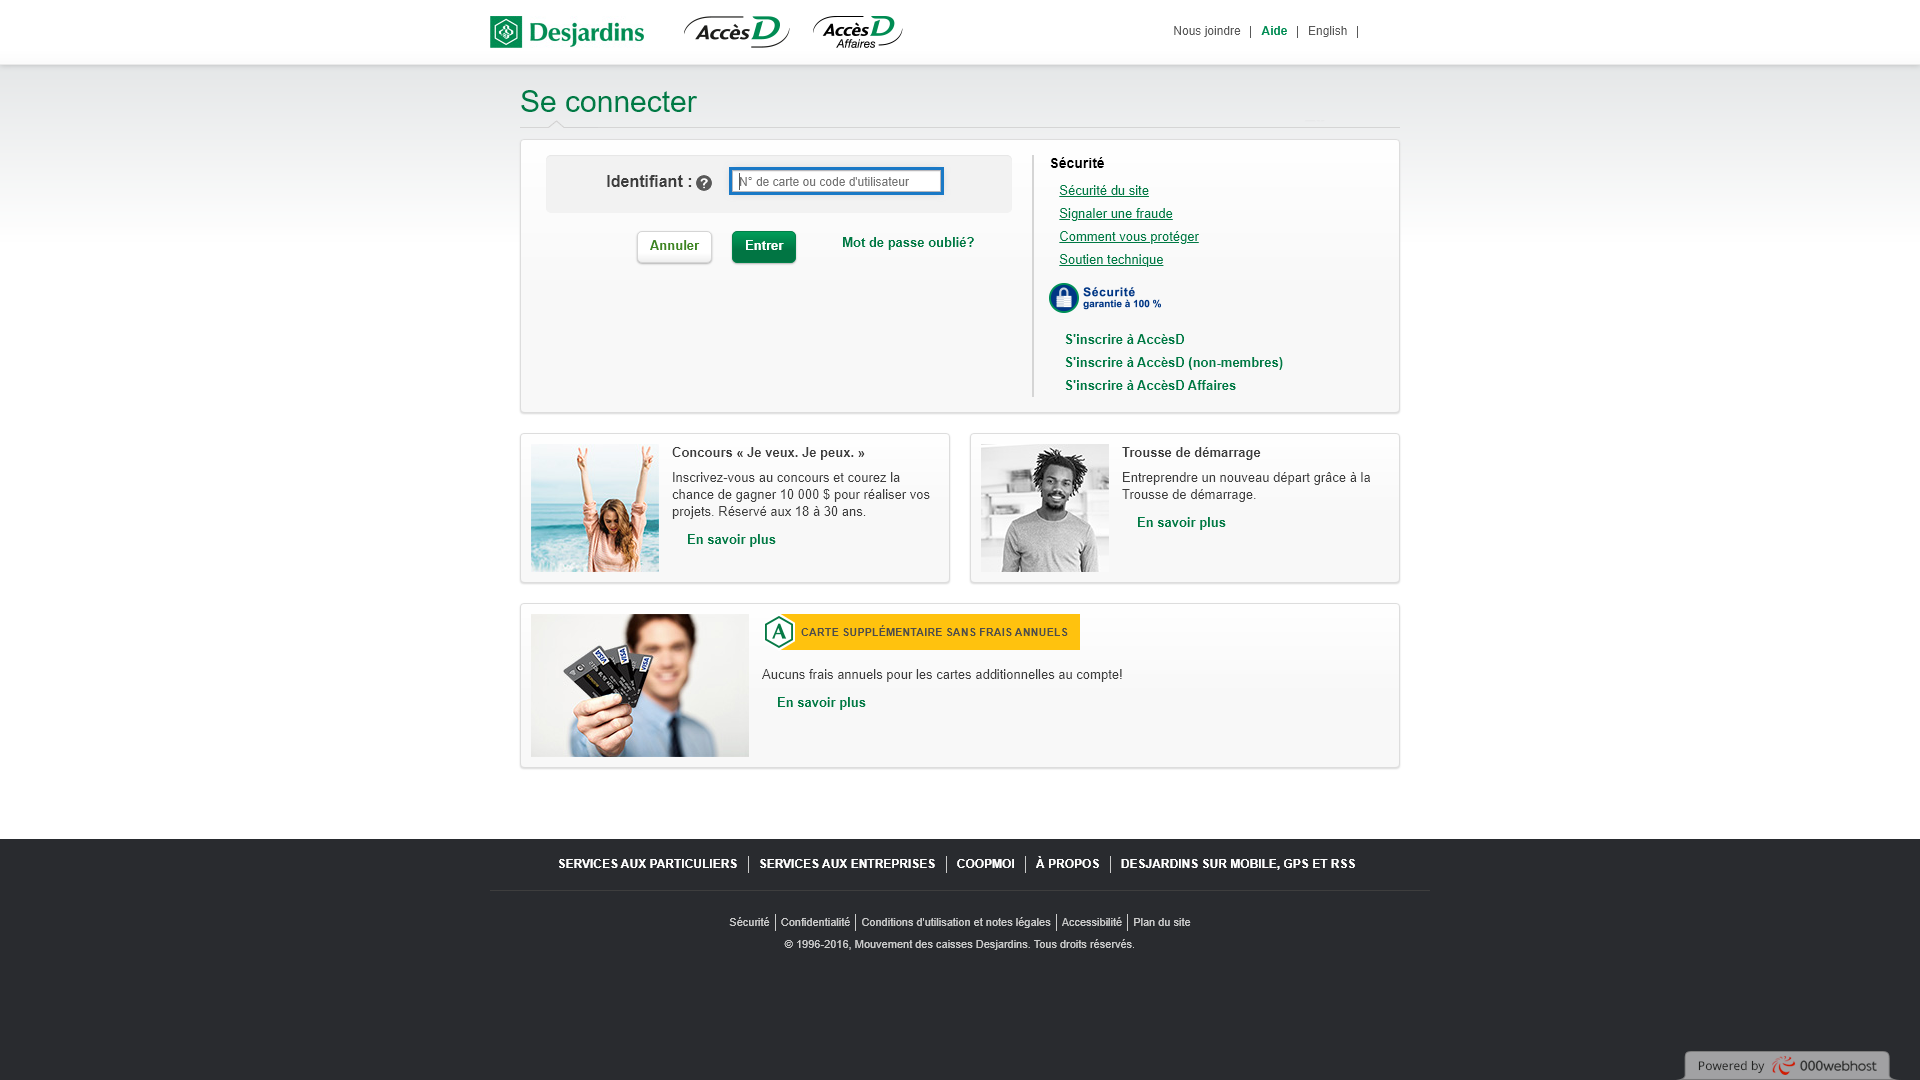 Desjardins
AccèsD
AccèsD
Affaires
Nous joindre | Aide | English |
Se connecter
Identifiant : ?
N° de carte ou code d'utilisateur
Annuler
Entrer
Mot de passe oublié?
Sécurité
Sécurité du site
Signaler une fraude
Comment vous protéger
Soutien technique
Sécurité
garantie à 100 %
S'inscrire à AccèsD
S'inscrire à AccèsD (non-membres)
S'inscrire à AccèsD Affaires
Concours « Je veux. Je peux. »
Inscrivez-vous au concours et courez la
chance de gagner 10 000 $ pour réaliser vos
projets. Réservé aux 18 à 30 ans.
En savoir plus
Trousse de démarrage
Entreprendre un nouveau départ grâce à la
Trousse de démarrage.
En savoir plus
VISA VISA VISA
A CARTE SUPPLÉMENTAIRE SANS FRAIS ANNUELS
Aucuns frais annuels pour les cartes additionnelles au compte!
En savoir plus
SERVICES AUX PARTICULIERS | SERVICES AUX ENTREPRISES | COOPMOI | À PROPOS | DESJARDINS SUR MOBILE, GPS ET RSS
Sécurité | Confidentialité | Conditions d'utilisation et notes légales | Accessibilité | Plan du site
© 1996-2016, Mouvement des caisses Desjardins. Tous droits réservés.
Powered by 000webhost